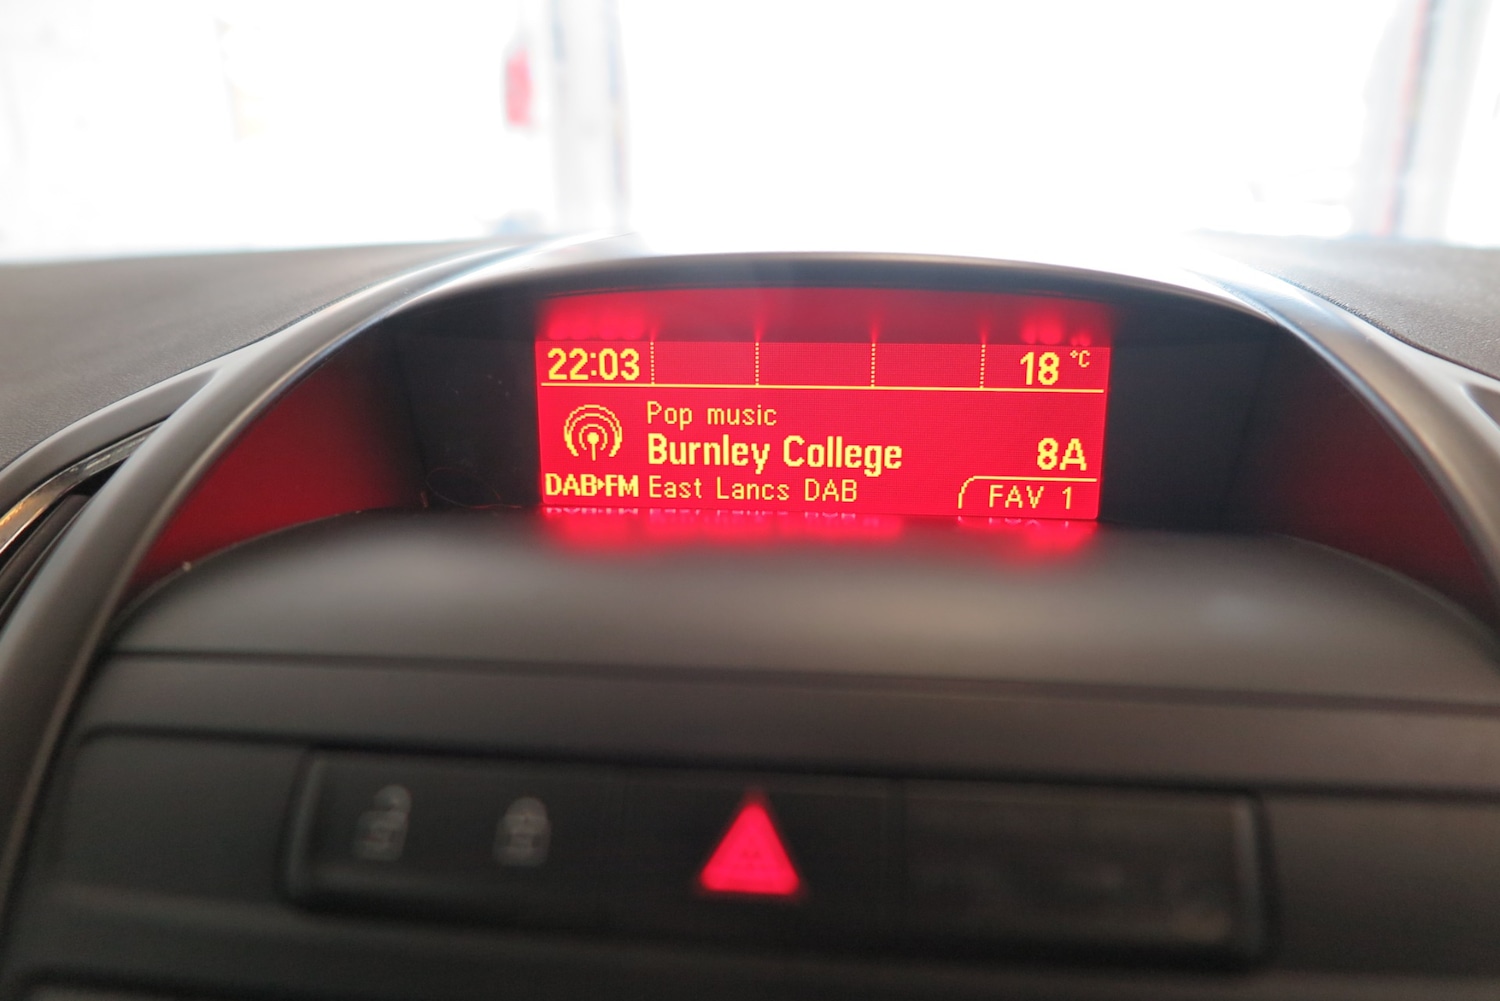 22:03 18 °C
Pop music
Burnley College 8A
DAB▸FM East Lancs DAB FAV 1